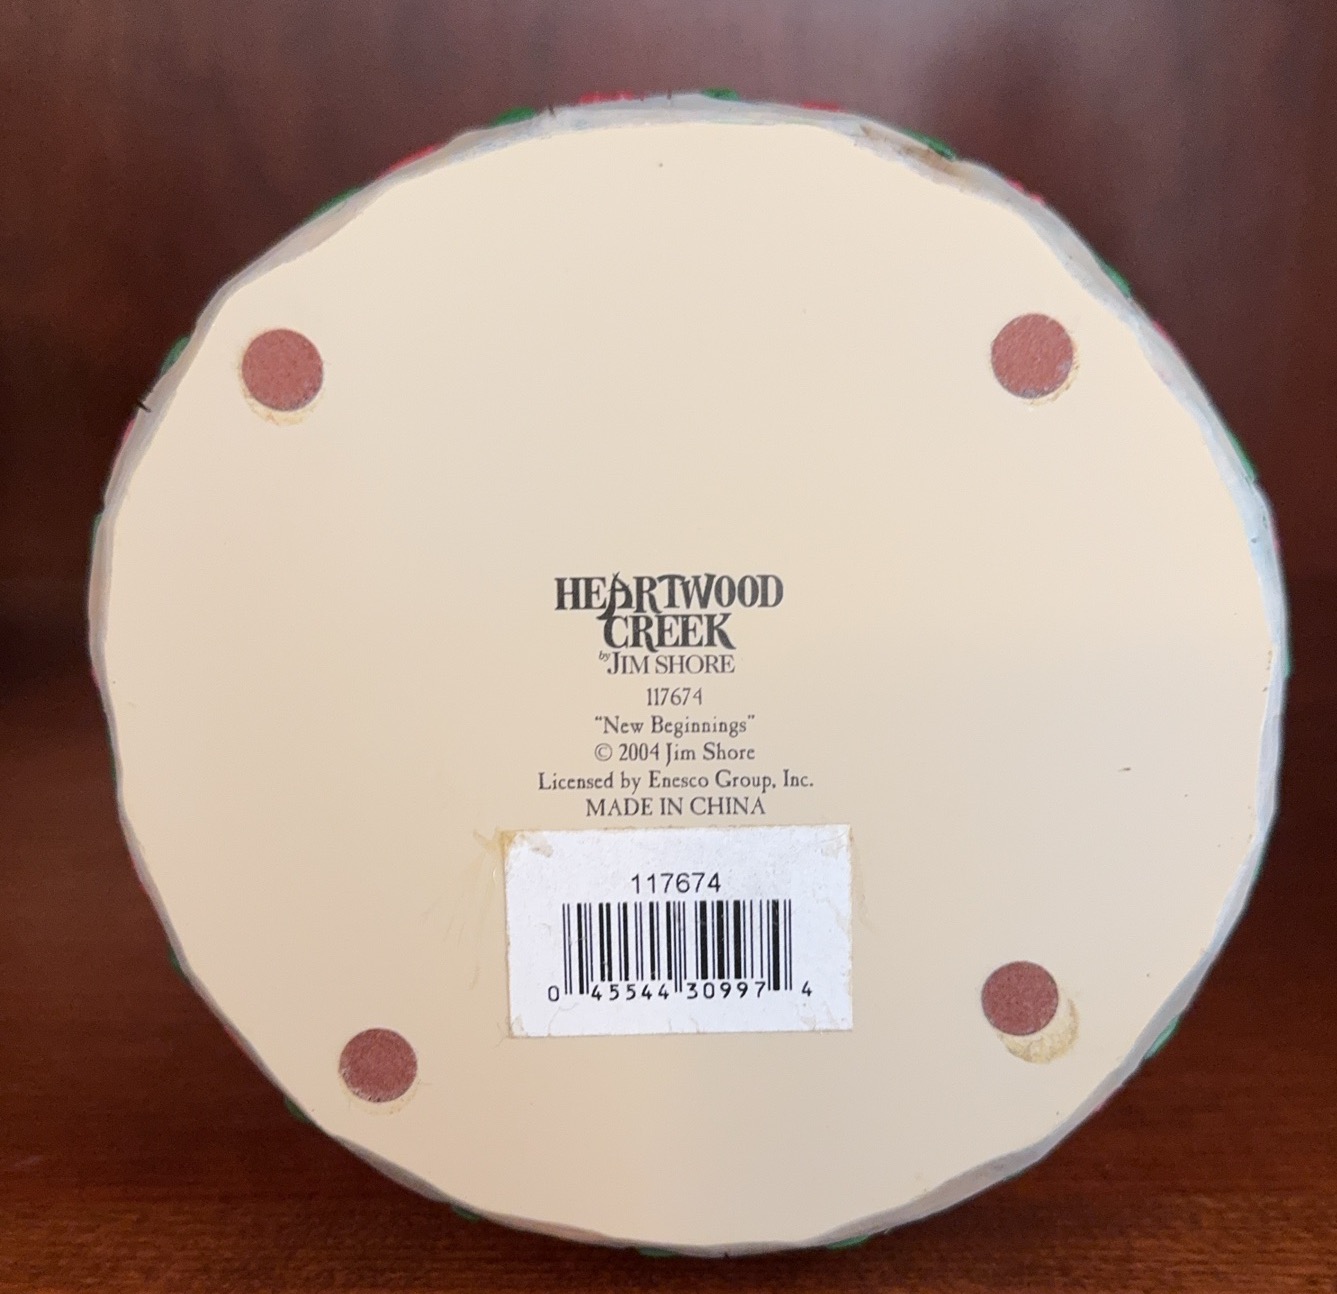 HEARTWOOD
CREEK
by JIM SHORE
117674
“New Beginnings”
© 2004 Jim Shore
Licensed by Enesco Group, Inc.
MADE IN CHINA
117674
0 45544 30997 4